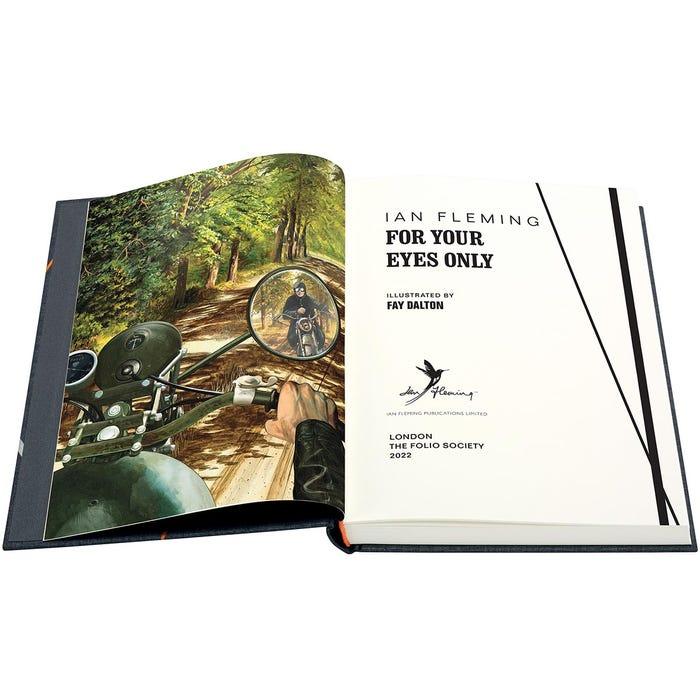 IAN FLEMING
FOR YOUR
EYES ONLY
ILLUSTRATED BY
FAY DALTON
Ian Fleming
IAN FLEMING PUBLICATIONS LIMITED
LONDON
THE FOLIO SOCIETY
2022